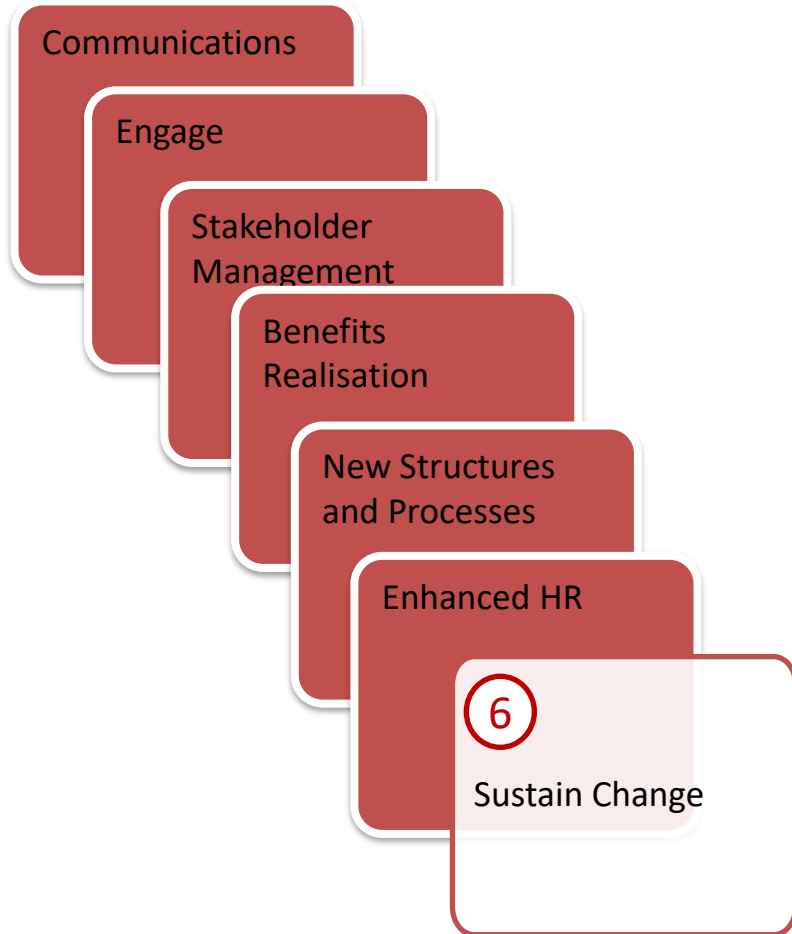 Communications
Engage
Stakeholder
Management
Benefits
Realisation
New Structures
and Processes
Enhanced HR
6
Sustain Change